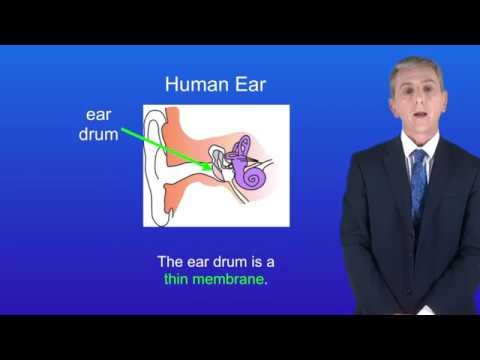 Human Ear
ear
drum
The ear drum is a
thin membrane.